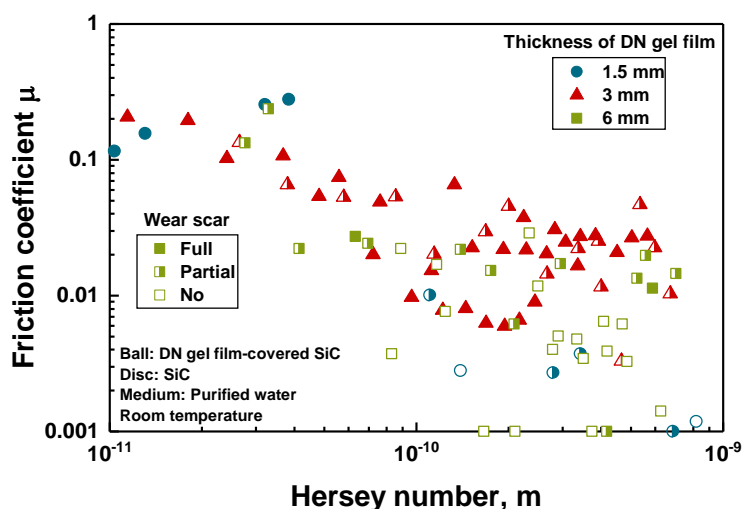 Thickness of DN gel film
1.5 mm
3 mm
6 mm
Wear scar
Full
Partial
No
Ball: DN gel film-covered SiC
Disc: SiC
Medium: Purified water
Room temperature
Friction coefficient μ
1
0.1
0.01
0.001
10⁻¹¹ 10⁻¹⁰ 10⁻⁹
Hersey number, m